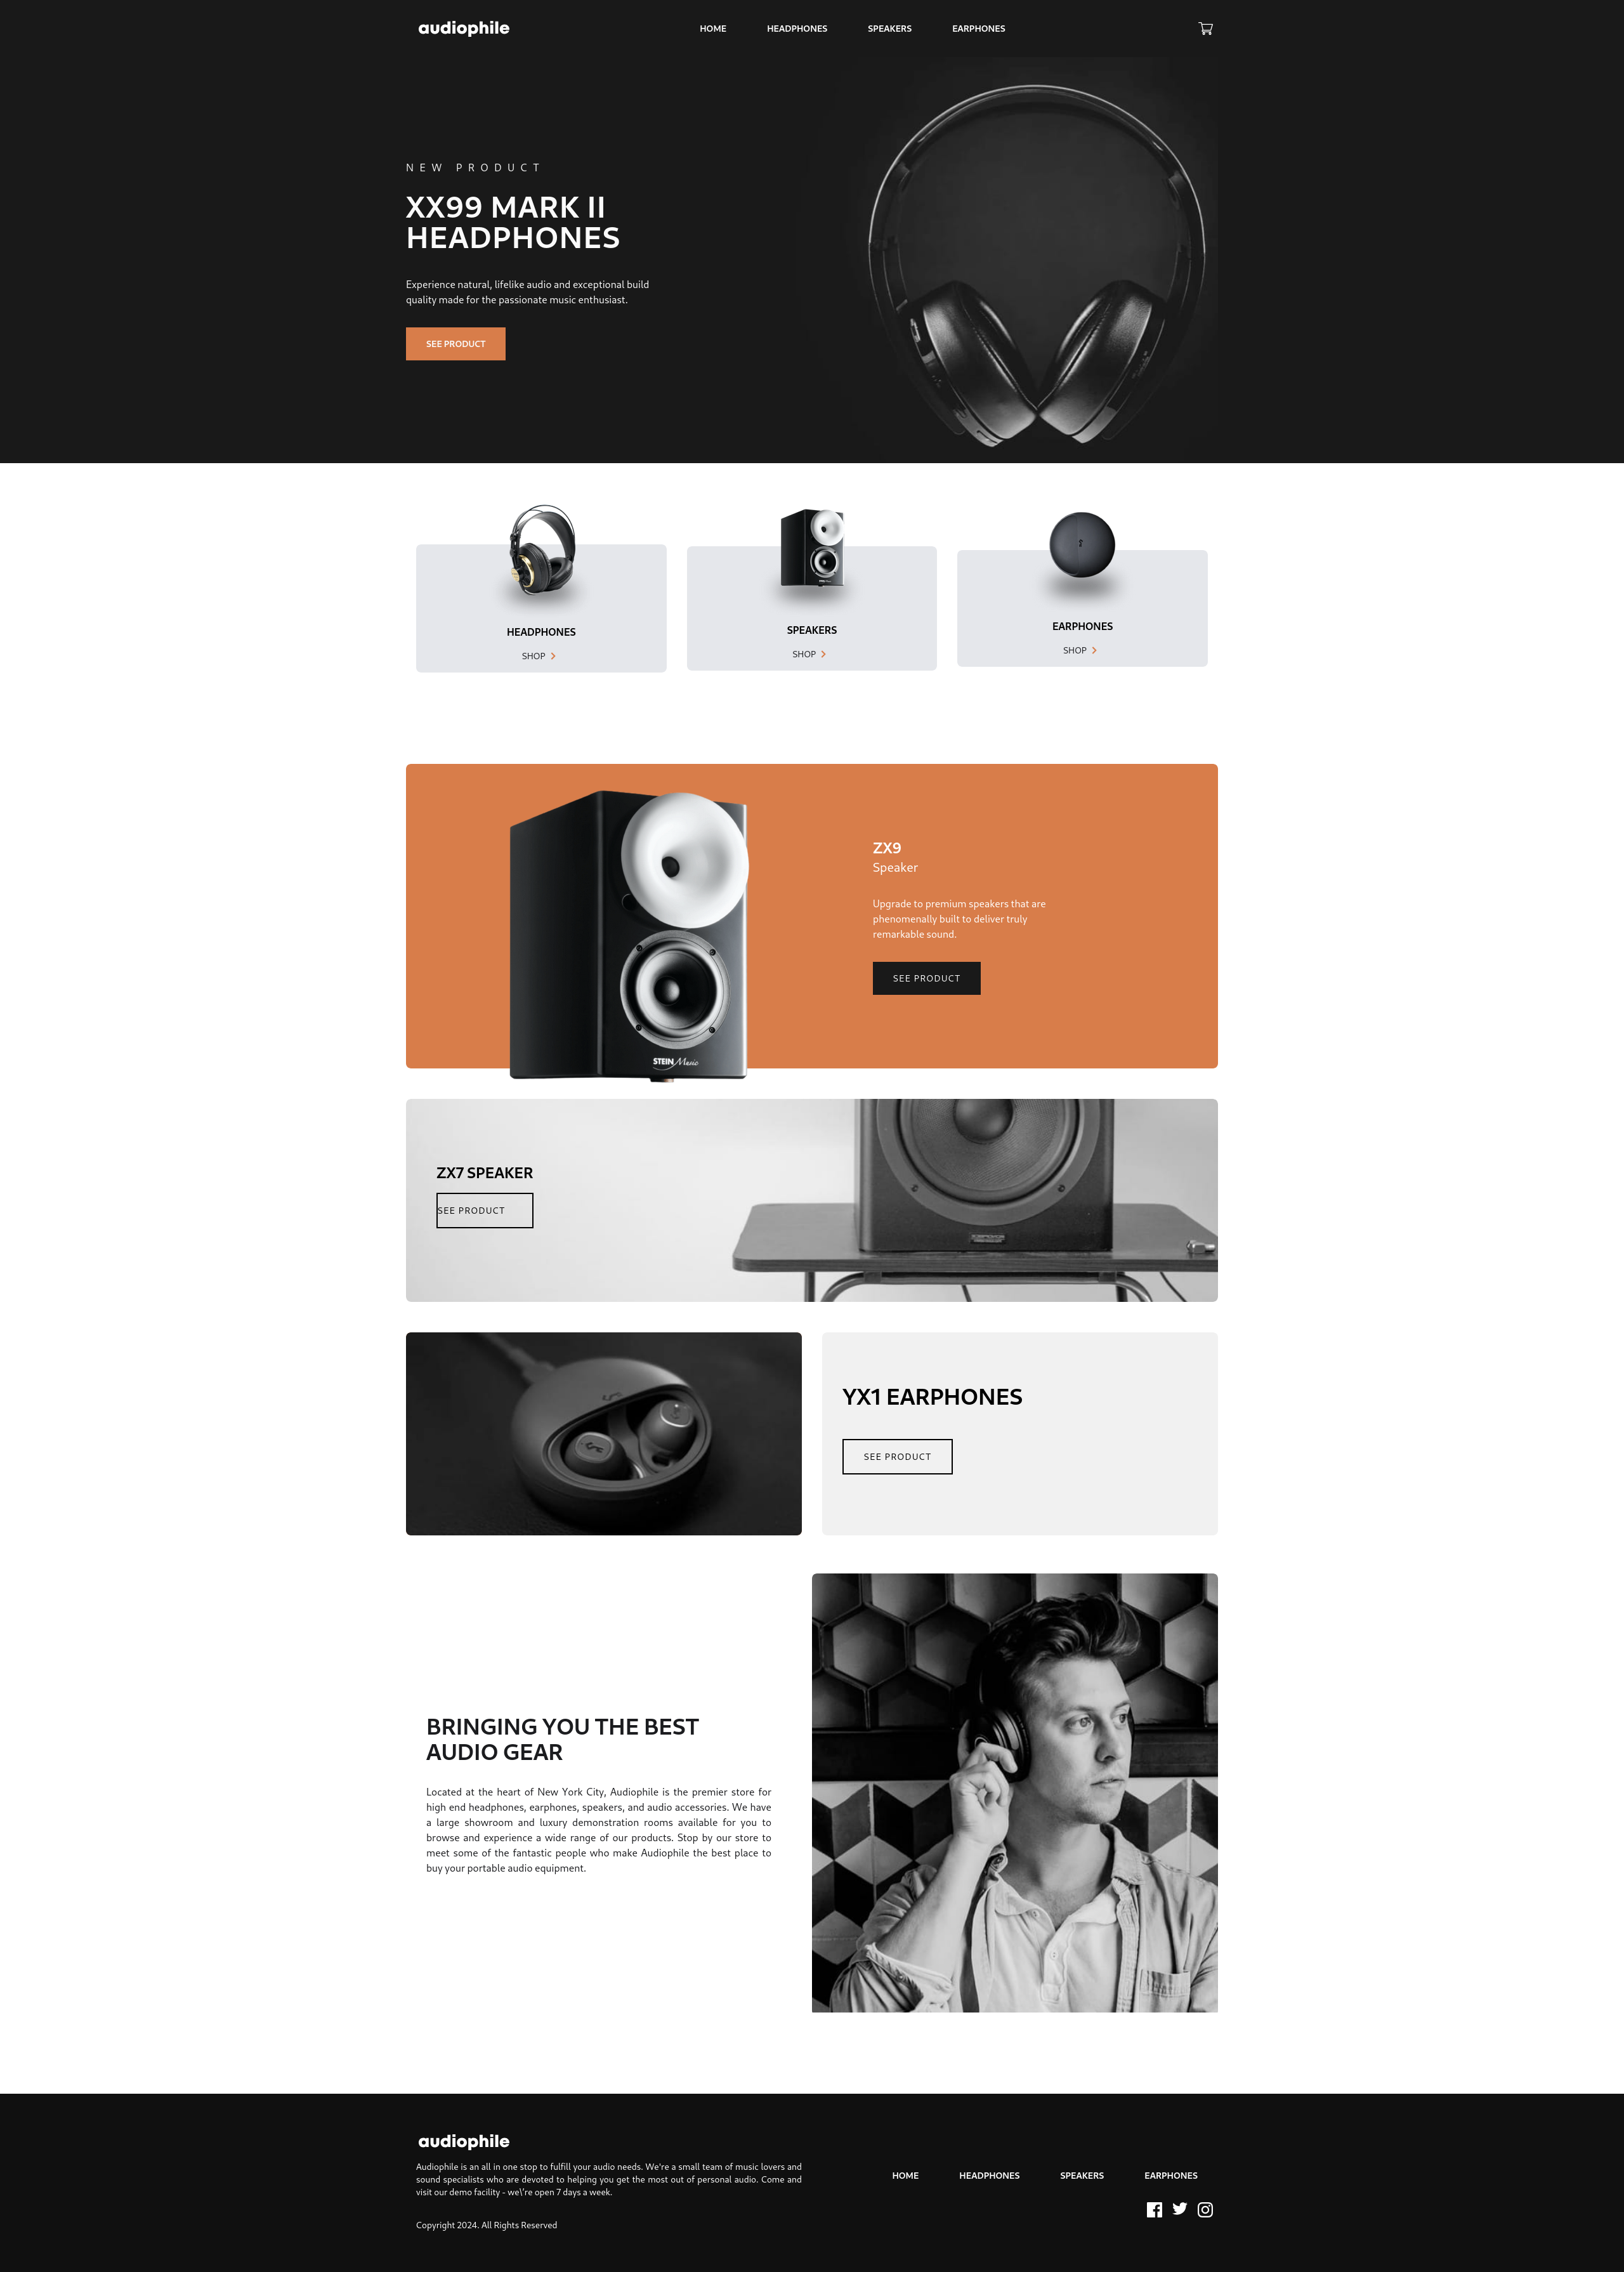 audiophile
HOME HEADPHONES SPEAKERS EARPHONES
NEW PRODUCT
XX99 MARK II
HEADPHONES
Experience natural, lifelike audio and exceptional build
quality made for the passionate music enthusiast.
SEE PRODUCT
HEADPHONES
SHOP
SPEAKERS
SHOP
EARPHONES
SHOP
ZX9
Speaker
Upgrade to premium speakers that are
phenomenally built to deliver truly
remarkable sound.
SEE PRODUCT
STEIN Music
ZX7 SPEAKER
SEE PRODUCT
YX1 EARPHONES
SEE PRODUCT
BRINGING YOU THE BEST
AUDIO GEAR
Located at the heart of New York City, Audiophile is the premier store for
high end headphones, earphones, speakers, and audio accessories. We have
a large showroom and luxury demonstration rooms available for you to
browse and experience a wide range of our products. Stop by our store to
meet some of the fantastic people who make Audiophile the best place to
buy your portable audio equipment.
audiophile
Audiophile is an all in one stop to fulfill your audio needs. We're a small team of music lovers and
sound specialists who are devoted to helping you get the most out of personal audio. Come and
visit our demo facility - we\'re open 7 days a week.
Copyright 2024. All Rights Reserved
HOME HEADPHONES SPEAKERS EARPHONES